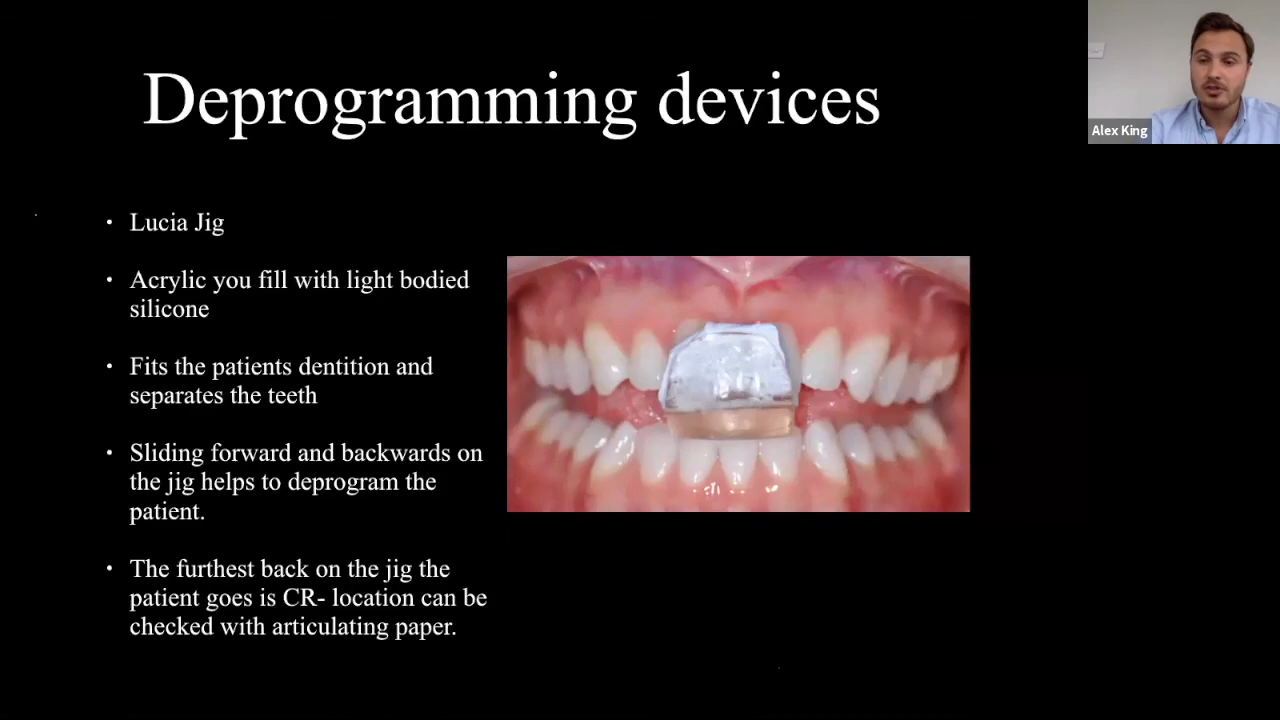 Deprogramming devices
Alex King
• Lucia Jig
• Acrylic you fill with light bodied
silicone
• Fits the patients dentition and
separates the teeth
• Sliding forward and backwards on
the jig helps to deprogram the
patient.
• The furthest back on the jig the
patient goes is CR- location can be
checked with articulating paper.